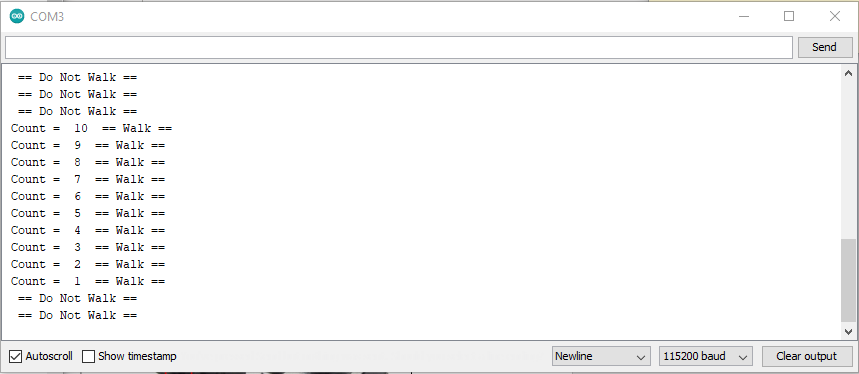 COM3
Send
== Do Not Walk ==
== Do Not Walk ==
== Do Not Walk ==
Count =  10  == Walk ==
Count =  9  == Walk ==
Count =  8  == Walk ==
Count =  7  == Walk ==
Count =  6  == Walk ==
Count =  5  == Walk ==
Count =  4  == Walk ==
Count =  3  == Walk ==
Count =  2  == Walk ==
Count =  1  == Walk ==
== Do Not Walk ==
== Do Not Walk ==
Autoscroll Show timestamp Newline 115200 baud Clear output